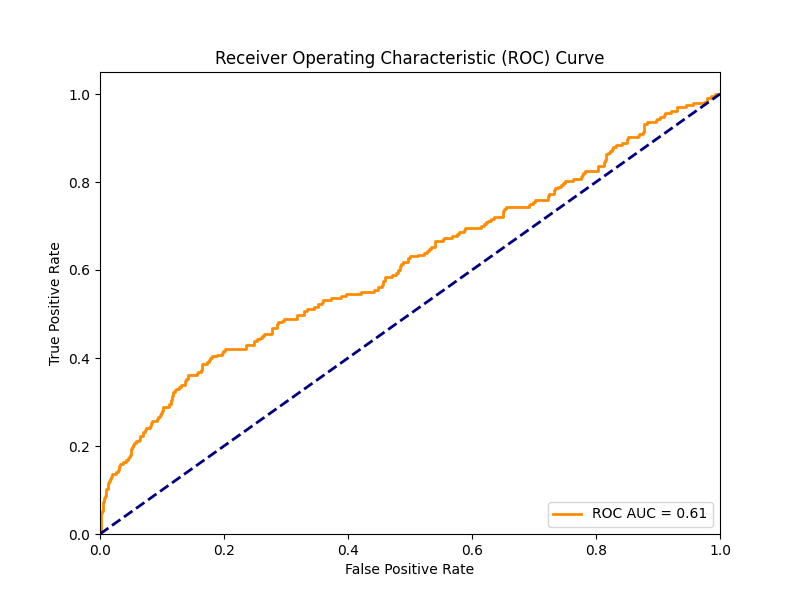 Receiver Operating Characteristic (ROC) Curve
True Positive Rate
1.0
0.8
0.6
0.4
0.2
0.0
ROC AUC = 0.61
0.0 0.2 0.4 0.6 0.8 1.0
False Positive Rate